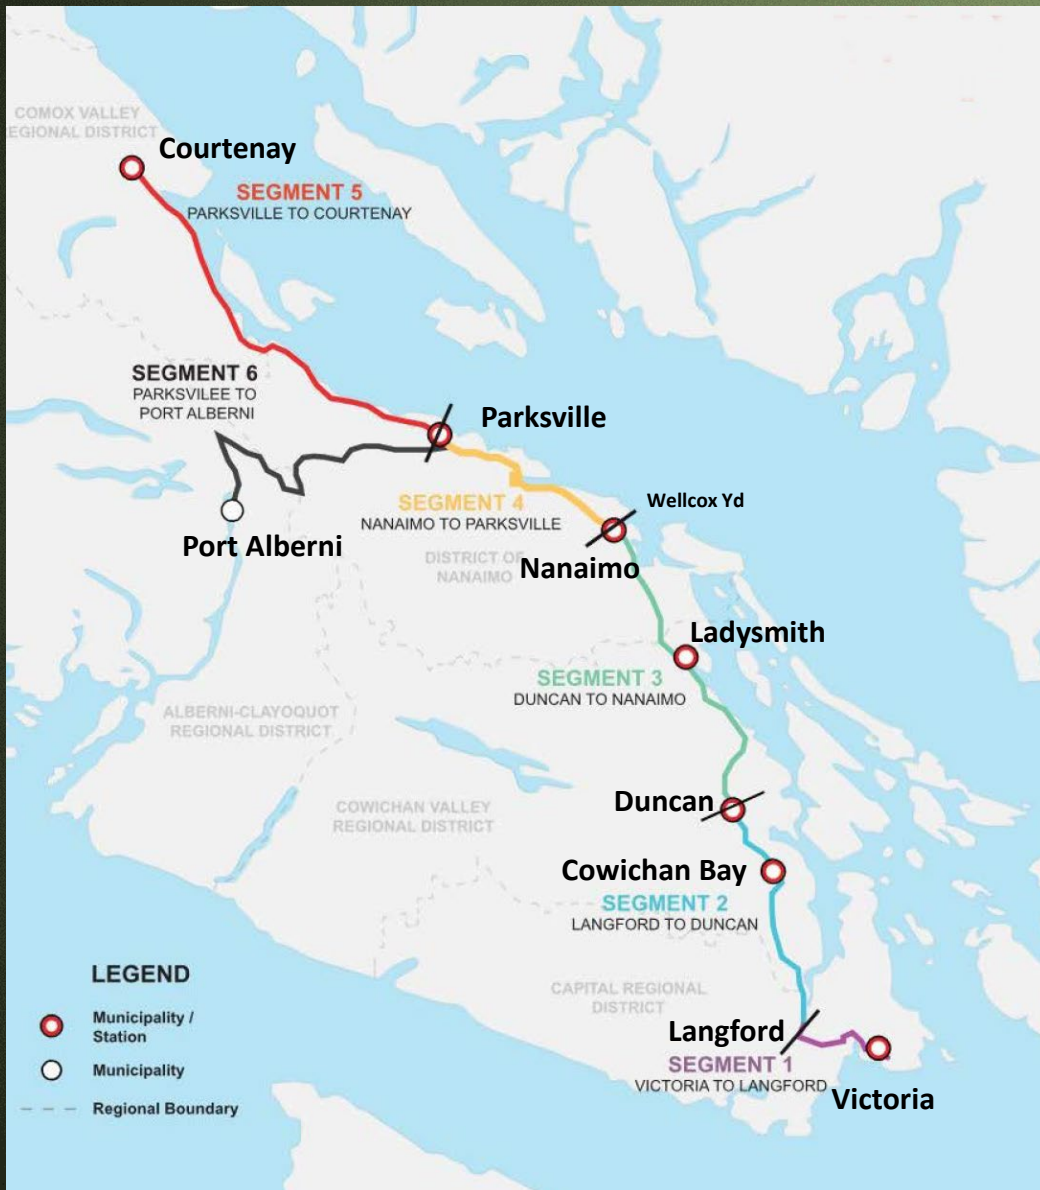 COMOX VALLEY
REGIONAL DISTRICT
Courtenay
SEGMENT 5
PARKSVILLE TO COURTENAY
SEGMENT 6
PARKSVILEE TO
PORT ALBERNI
Parksville
SEGMENT 4
NANAIMO TO PARKSVILLE
Wellcox Yd
Port Alberni
DISTRICT OF
NANAIMO
Nanaimo
Ladysmith
SEGMENT 3
DUNCAN TO NANAIMO
ALBERNI-CLAYOQUOT
REGIONAL DISTRICT
Duncan
COWICHAN VALLEY
REGIONAL DISTRICT
Cowichan Bay
SEGMENT 2
LANGFORD TO DUNCAN
CAPITAL REGIONAL
DISTRICT
Langford
SEGMENT 1
VICTORIA TO LANGFORD
Victoria
LEGEND
Municipality /
Station
Municipality
Regional Boundary